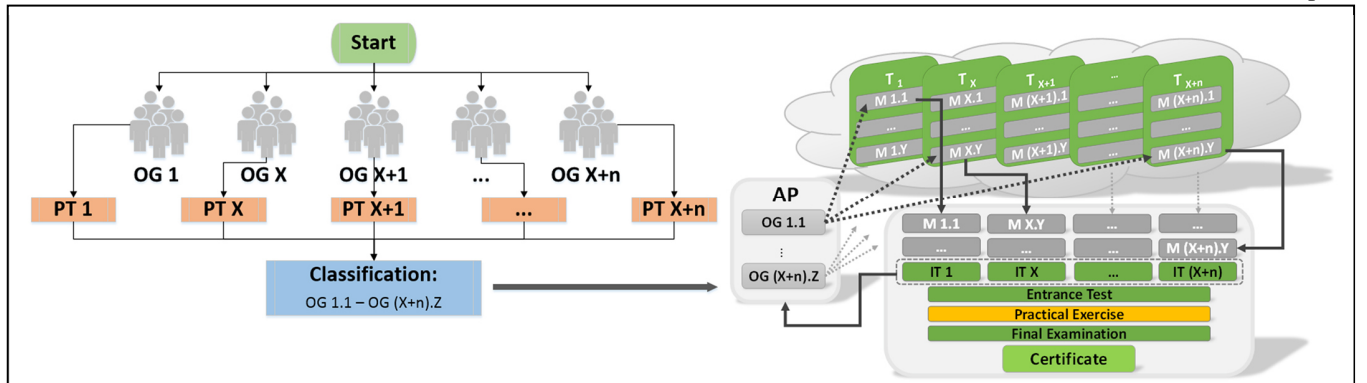 Start
OG 1
OG X
OG X+1
...
OG X+n
PT 1
PT X
PT X+1
...
PT X+n
Classification:
OG 1.1 – OG (X+n).Z
AP
OG 1.1
⋮
OG (X+n).Z
T 1
M 1.1
...
M 1.Y
T X
M X.1
...
M X.Y
T X+1
M (X+1).1
...
M (X+1).Y
...
...
...
...
T X+n
M (X+n).1
...
M (X+n).Y
M 1.1 M X.Y ... ...
... ... ... M (X+n).Y
IT 1 IT X ... IT (X+n)
Entrance Test
Practical Exercise
Final Examination
Certificate